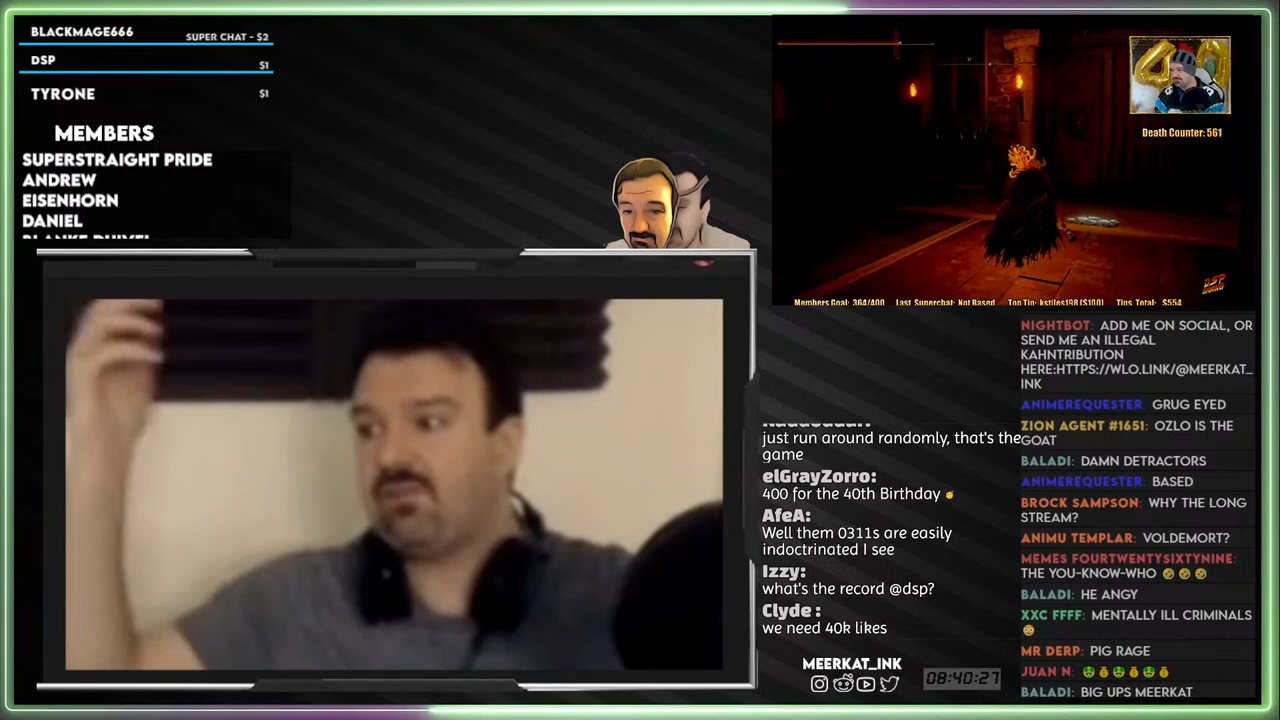 BLACKMAGE666
SUPER CHAT - $2
DSP
$1
TYRONE
$1
MEMBERS
SUPERSTRAIGHT PRIDE
ANDREW
EISENHORN
DANIEL
Death Counter: 561
DSP
Members Goal: 364/400 Last Superchat: Not Based Top Tip: kstiles198 ($100) Tips Total: $554
just run around randomly, that's the
game
elGrayZorro:
400 for the 40th Birthday
AfeA:
Well them 0311s are easily
indoctrinated I see
Izzy:
what's the record @dsp?
Clyde :
we need 40k likes
MEERKAT_INK
08:40:27
NIGHTBOT: ADD ME ON SOCIAL, OR
SEND ME AN ILLEGAL
KAHNTRIBUTION
HERE:HTTPS://WLO.LINK/@MEERKAT_
INK
ANIMEREQUESTER: GRUG EYED
ZION AGENT #1651: OZLO IS THE
GOAT
BALADI: DAMN DETRACTORS
ANIMEREQUESTER: BASED
BROCK SAMPSON: WHY THE LONG
STREAM?
ANIMU TEMPLAR: VOLDEMORT?
MEMES FOURTWENTYSIXTYNINE:
THE YOU-KNOW-WHO 🤣🤣🤣
BALADI: HE ANGY
XXC FFFF: MENTALLY ILL CRIMINALS
😳
MR DERP: PIG RAGE
JUAN N: 🤑💰🤑💰🤑💰
BALADI: BIG UPS MEERKAT